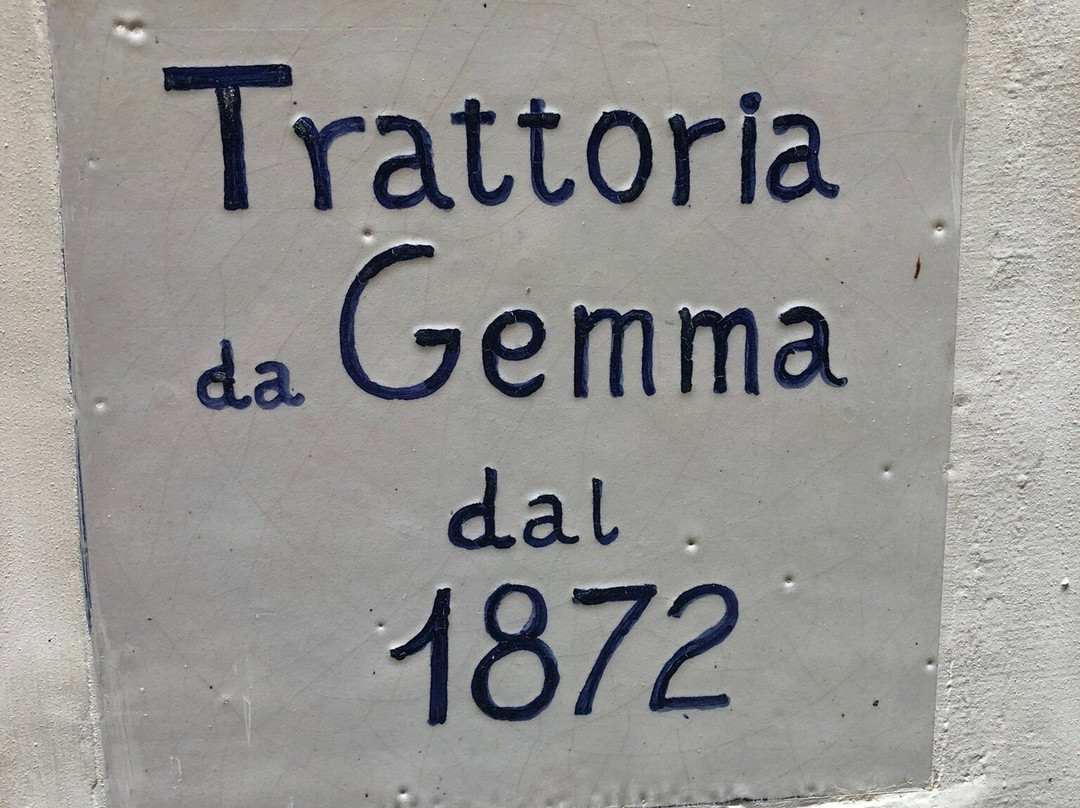 Trattoria
da Gemma
dal
1872